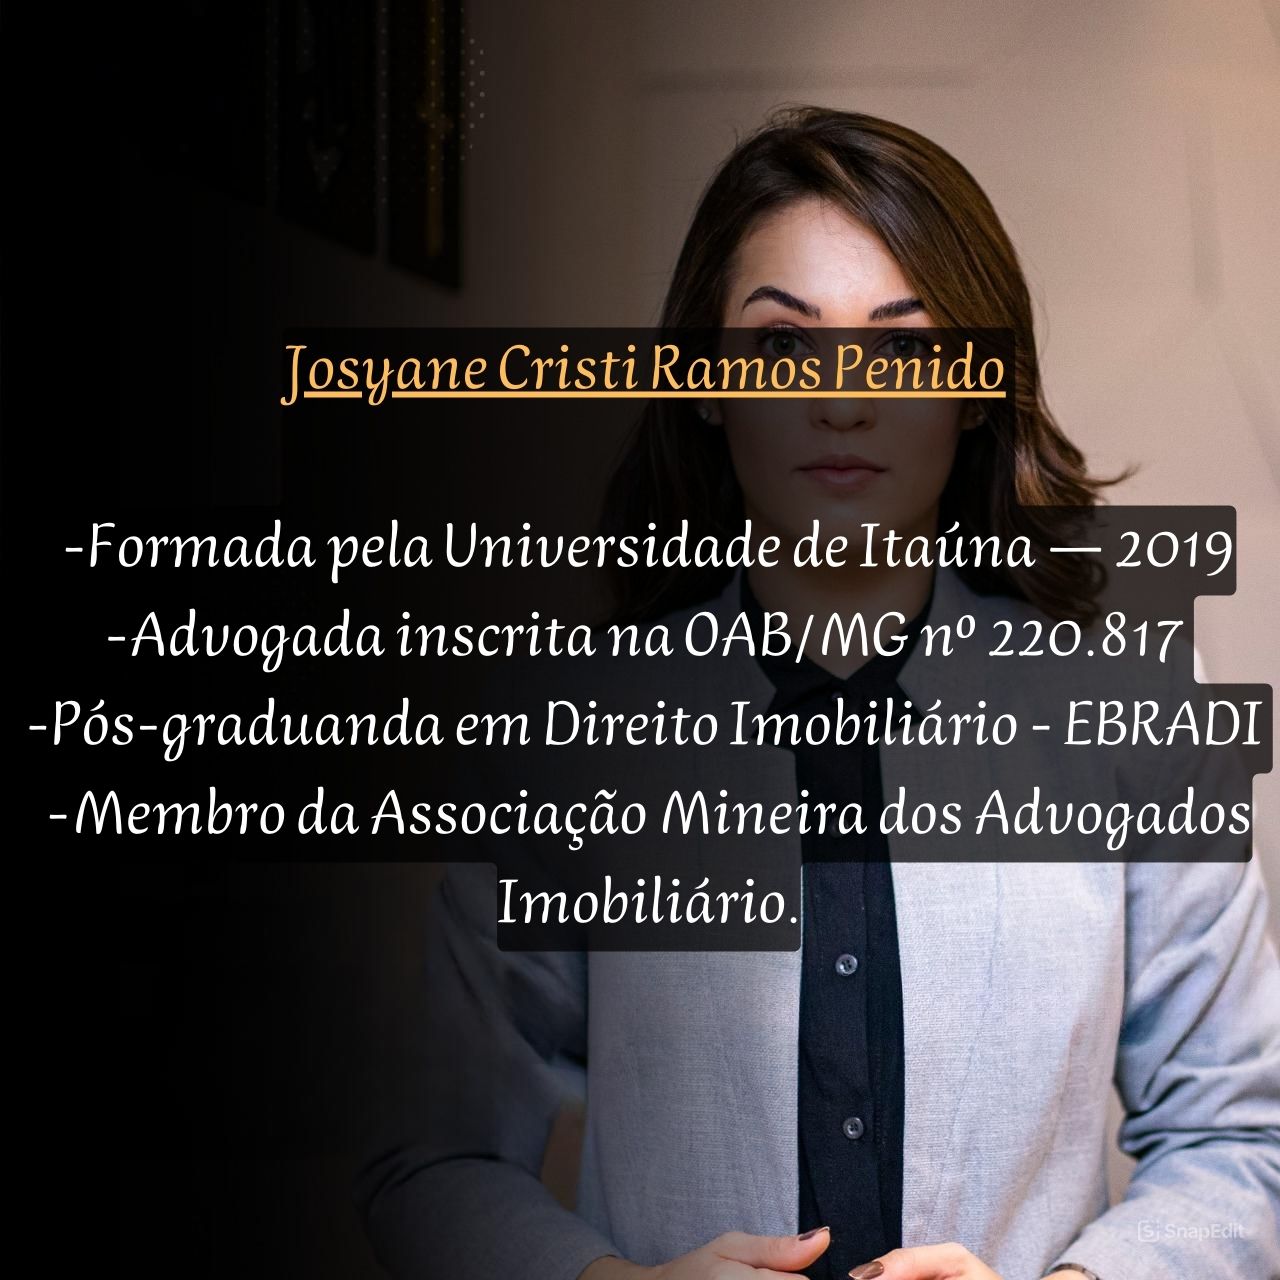 Josyane Cristi Ramos Penido
-Formada pela Universidade de Itaúna — 2019
-Advogada inscrita na OAB/MG nº 220.817
-Pós-graduanda em Direito Imobiliário - EBRADI
-Membro da Associação Mineira dos Advogados
Imobiliário.
SnapEdit